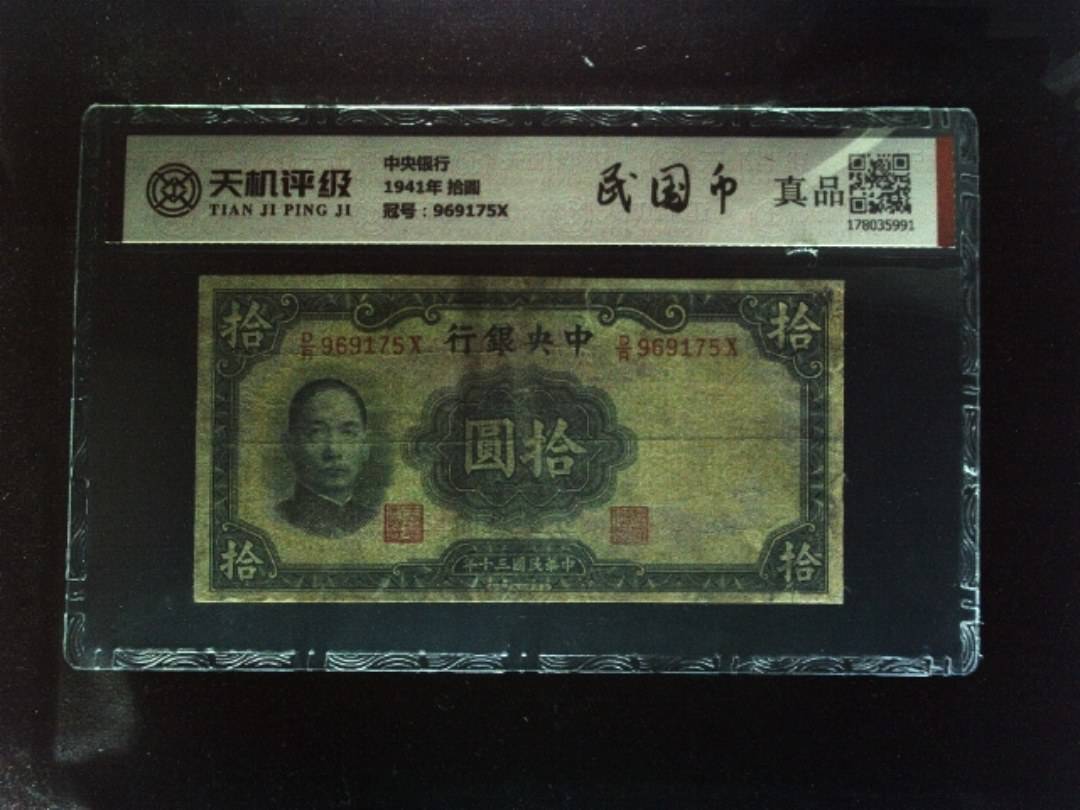 天机评级
TIAN JI PING JI
中央银行
1941年 拾圆
冠号：969175X
民国币
真品
178035991
拾
拾
D/R 969175X
行銀央中
D/R 969175X
圓拾
年十三國民華中
拾
拾